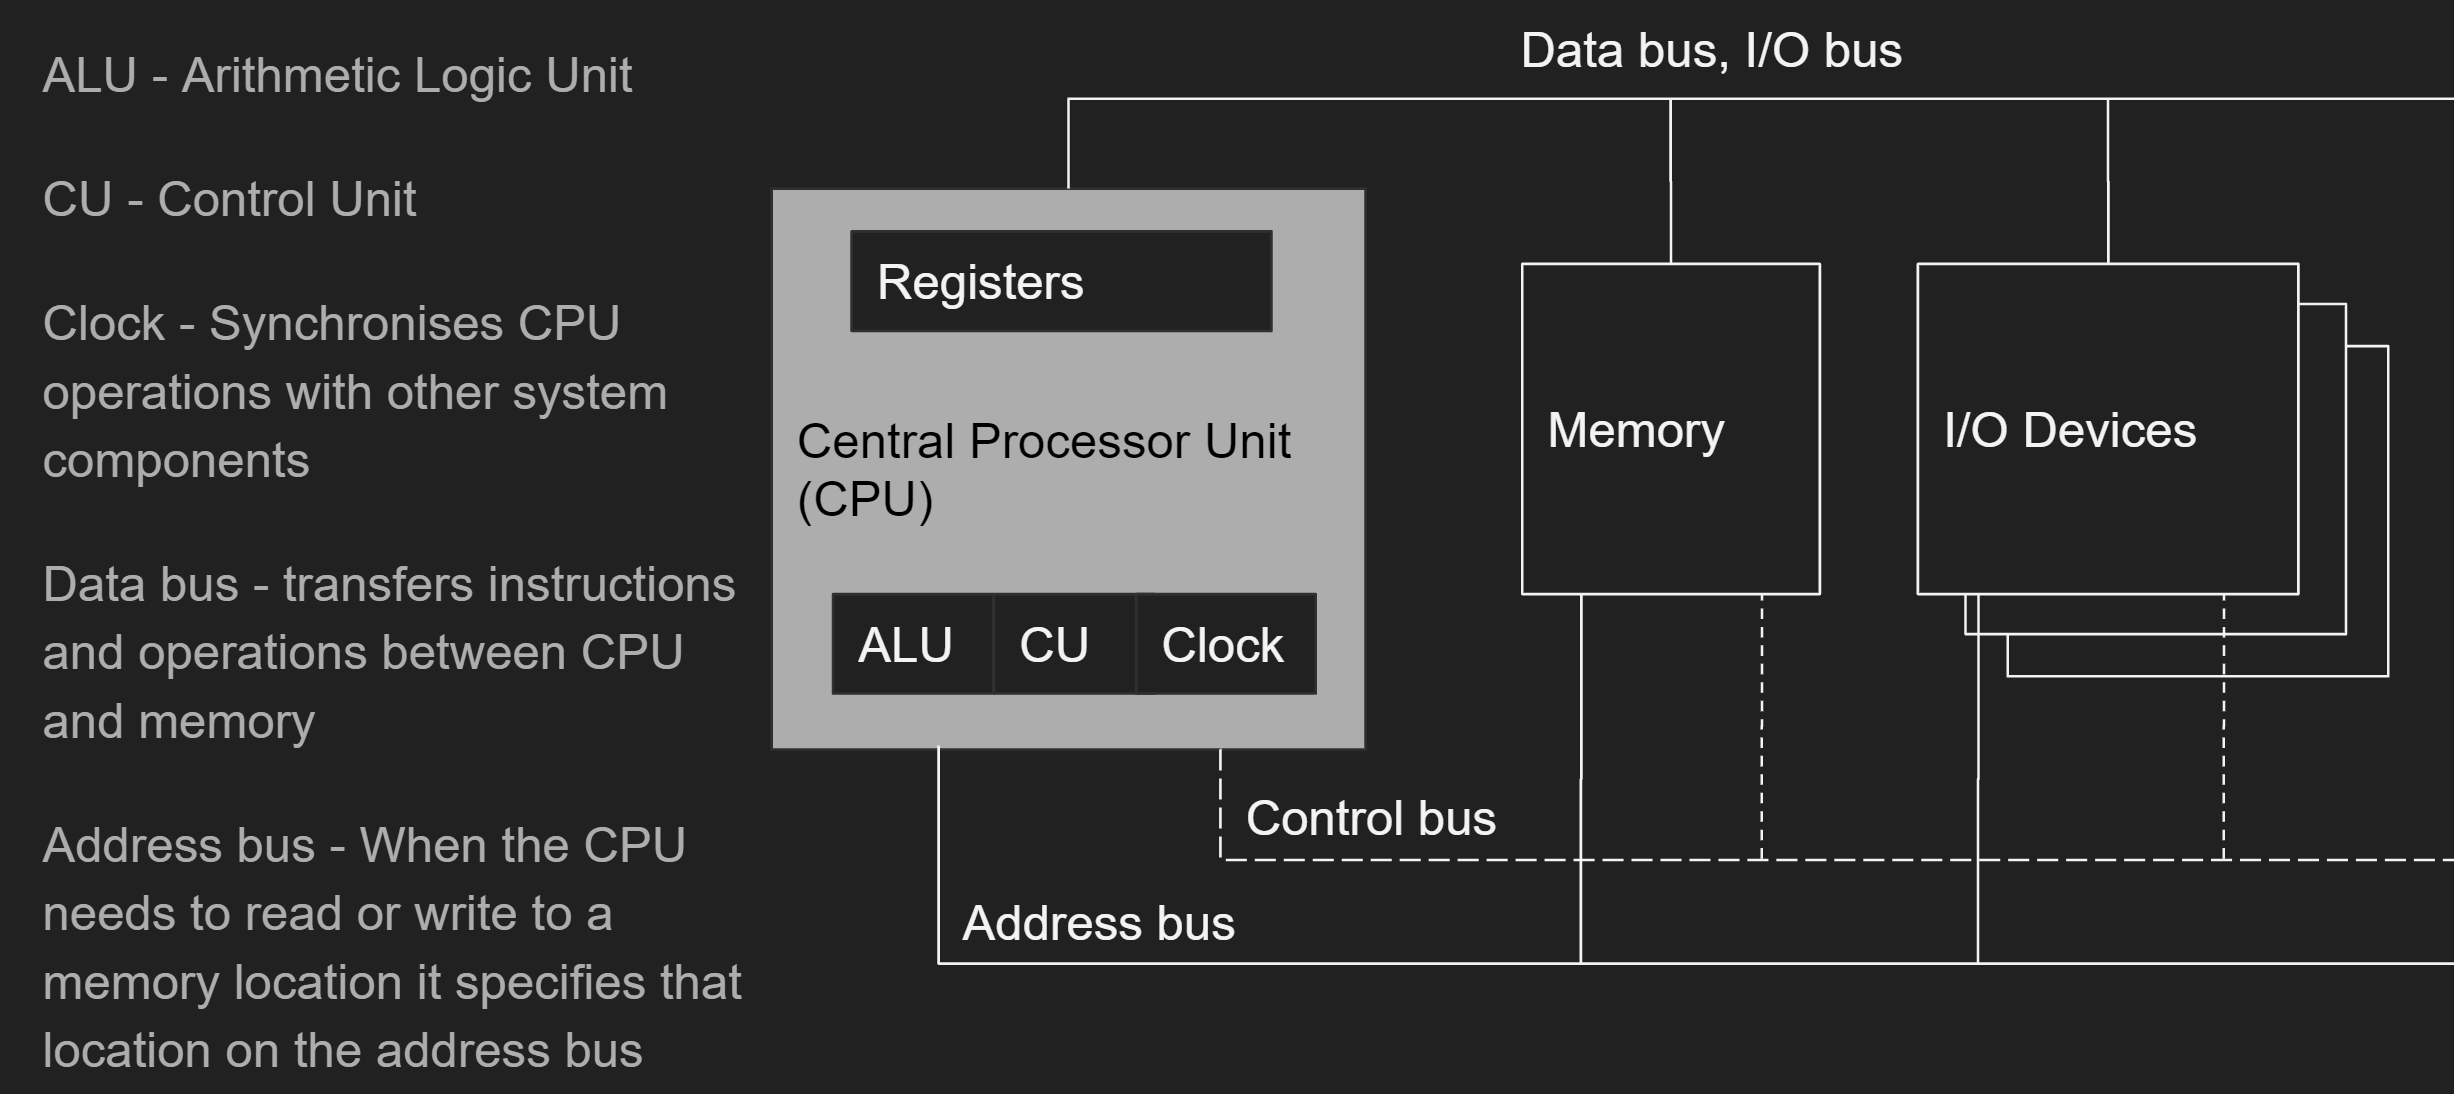 ALU - Arithmetic Logic Unit
CU - Control Unit
Clock - Synchronises CPU
operations with other system
components
Data bus - transfers instructions
and operations between CPU
and memory
Address bus - When the CPU
needs to read or write to a
memory location it specifies that
location on the address bus
Data bus, I/O bus
Registers
Central Processor Unit
(CPU)
ALU
CU
Clock
Memory
I/O Devices
Control bus
Address bus